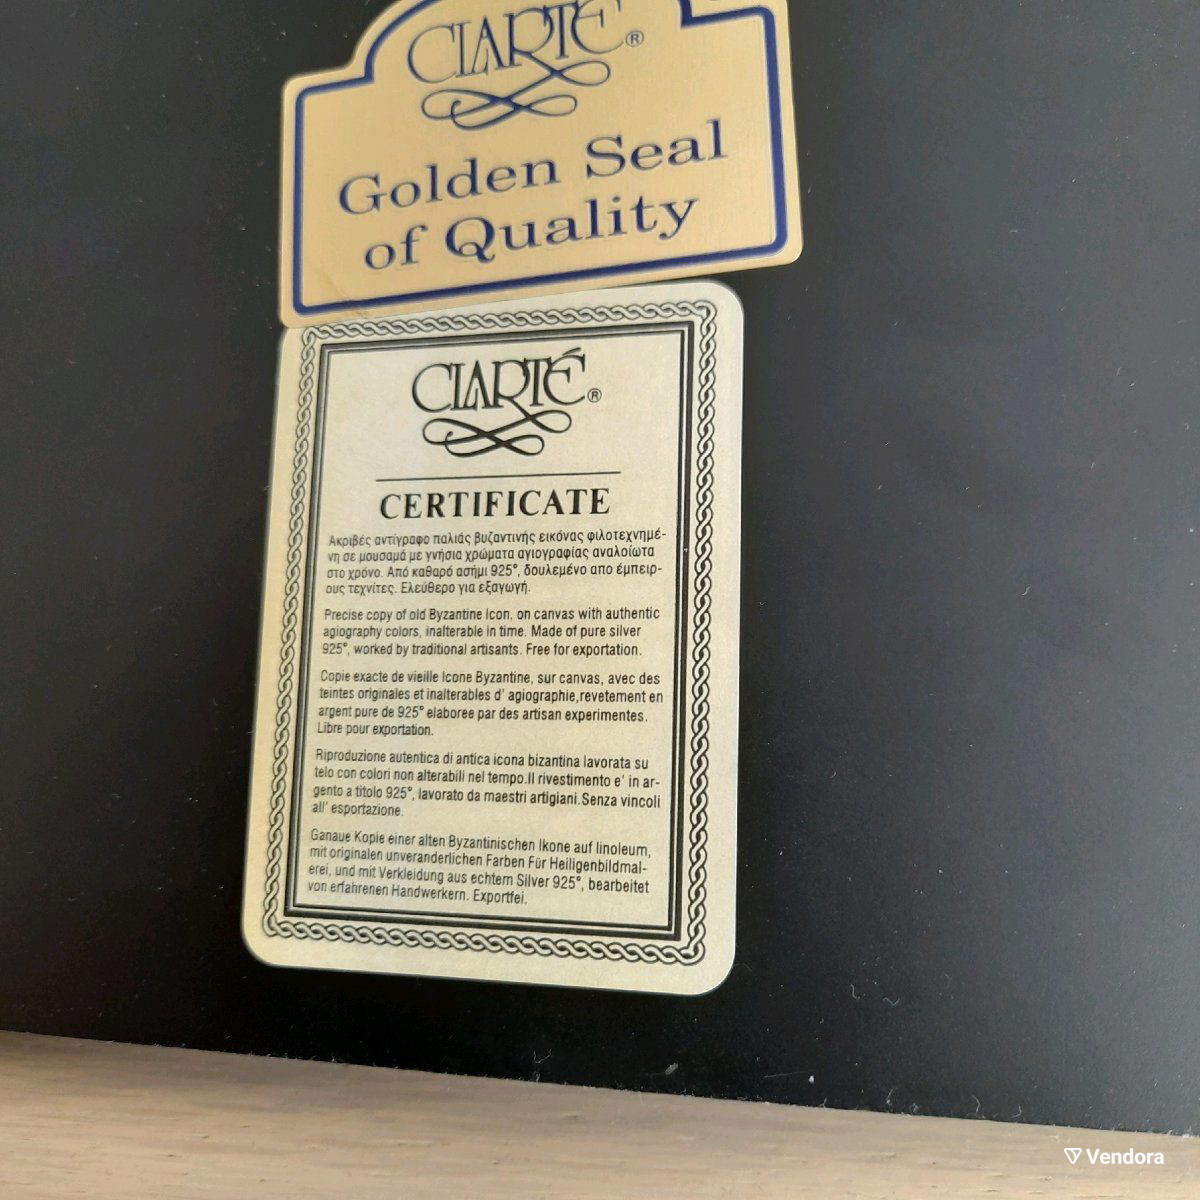 CLARTÉ®
Golden Seal
of Quality
CLARTÉ®
CERTIFICATE
Ακριβές αντίγραφο παλιάς βυζαντινής εικόνας φιλοτεχνημέ-
νη σε μουσαμά με γνήσια χρώματα αγιογραφίας αναλοίωτα
στο χρόνο. Από καθαρό ασήμι 925°, δουλεμένο απο έμπειρ-
ους τεχνίτες. Ελεύθερο για εξαγωγή.
Precise copy of old Byzantine Icon, on canvas with authentic
agiography colors, inalterable in time. Made of pure silver
925°, worked by traditional artisants. Free for exportation.
Copie exacte de vieille Icone Byzantine, sur canvas, avec des
teintes originales et inalterables d' agiographie,revetement en
argent pure de 925° elaboree par des artisan experimentes.
Libre pour exportation.
Riproduzione autentica di antica icona bizantina lavorata su
telo con colori non alterabili nel tempo.Il rivestimento e' in ar-
gento a titolo 925°, lavorato da maestri artigiani.Senza vincoli
all' esportazione.
Ganaue Kopie einer alten Byzantinischen Ikone auf linoleum,
mit originalen unveranderlichen Farben Für Heiligenbildmal-
erei, und mit Verkleidung aus echtem Silver 925°, bearbeitet
von erfahrenen Handwerkern. Exportfei.
Vendora